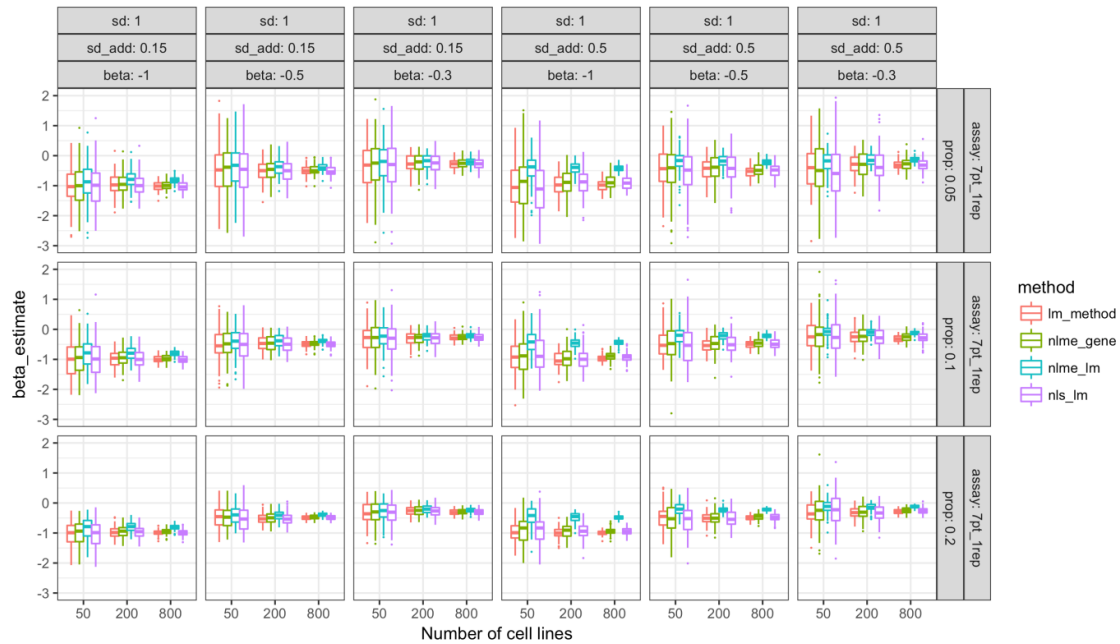 sd: 1 sd: 1 sd: 1 sd: 1 sd: 1 sd: 1
sd_add: 0.15 sd_add: 0.15 sd_add: 0.15 sd_add: 0.5 sd_add: 0.5 sd_add: 0.5
beta: -1 beta: -0.5 beta: -0.3 beta: -1 beta: -0.5 beta: -0.3
beta_estimate
2
1
0
-1
-2
-3
prop: 0.05
assay: 7pt_1rep
2
1
0
-1
-2
-3
prop: 0.1
assay: 7pt_1rep
2
1
0
-1
-2
-3
prop: 0.2
assay: 7pt_1rep
50 200 800 50 200 800 50 200 800 50 200 800 50 200 800 50 200 800
Number of cell lines
method
lm_method
nlme_gene
nlme_lm
nls_lm